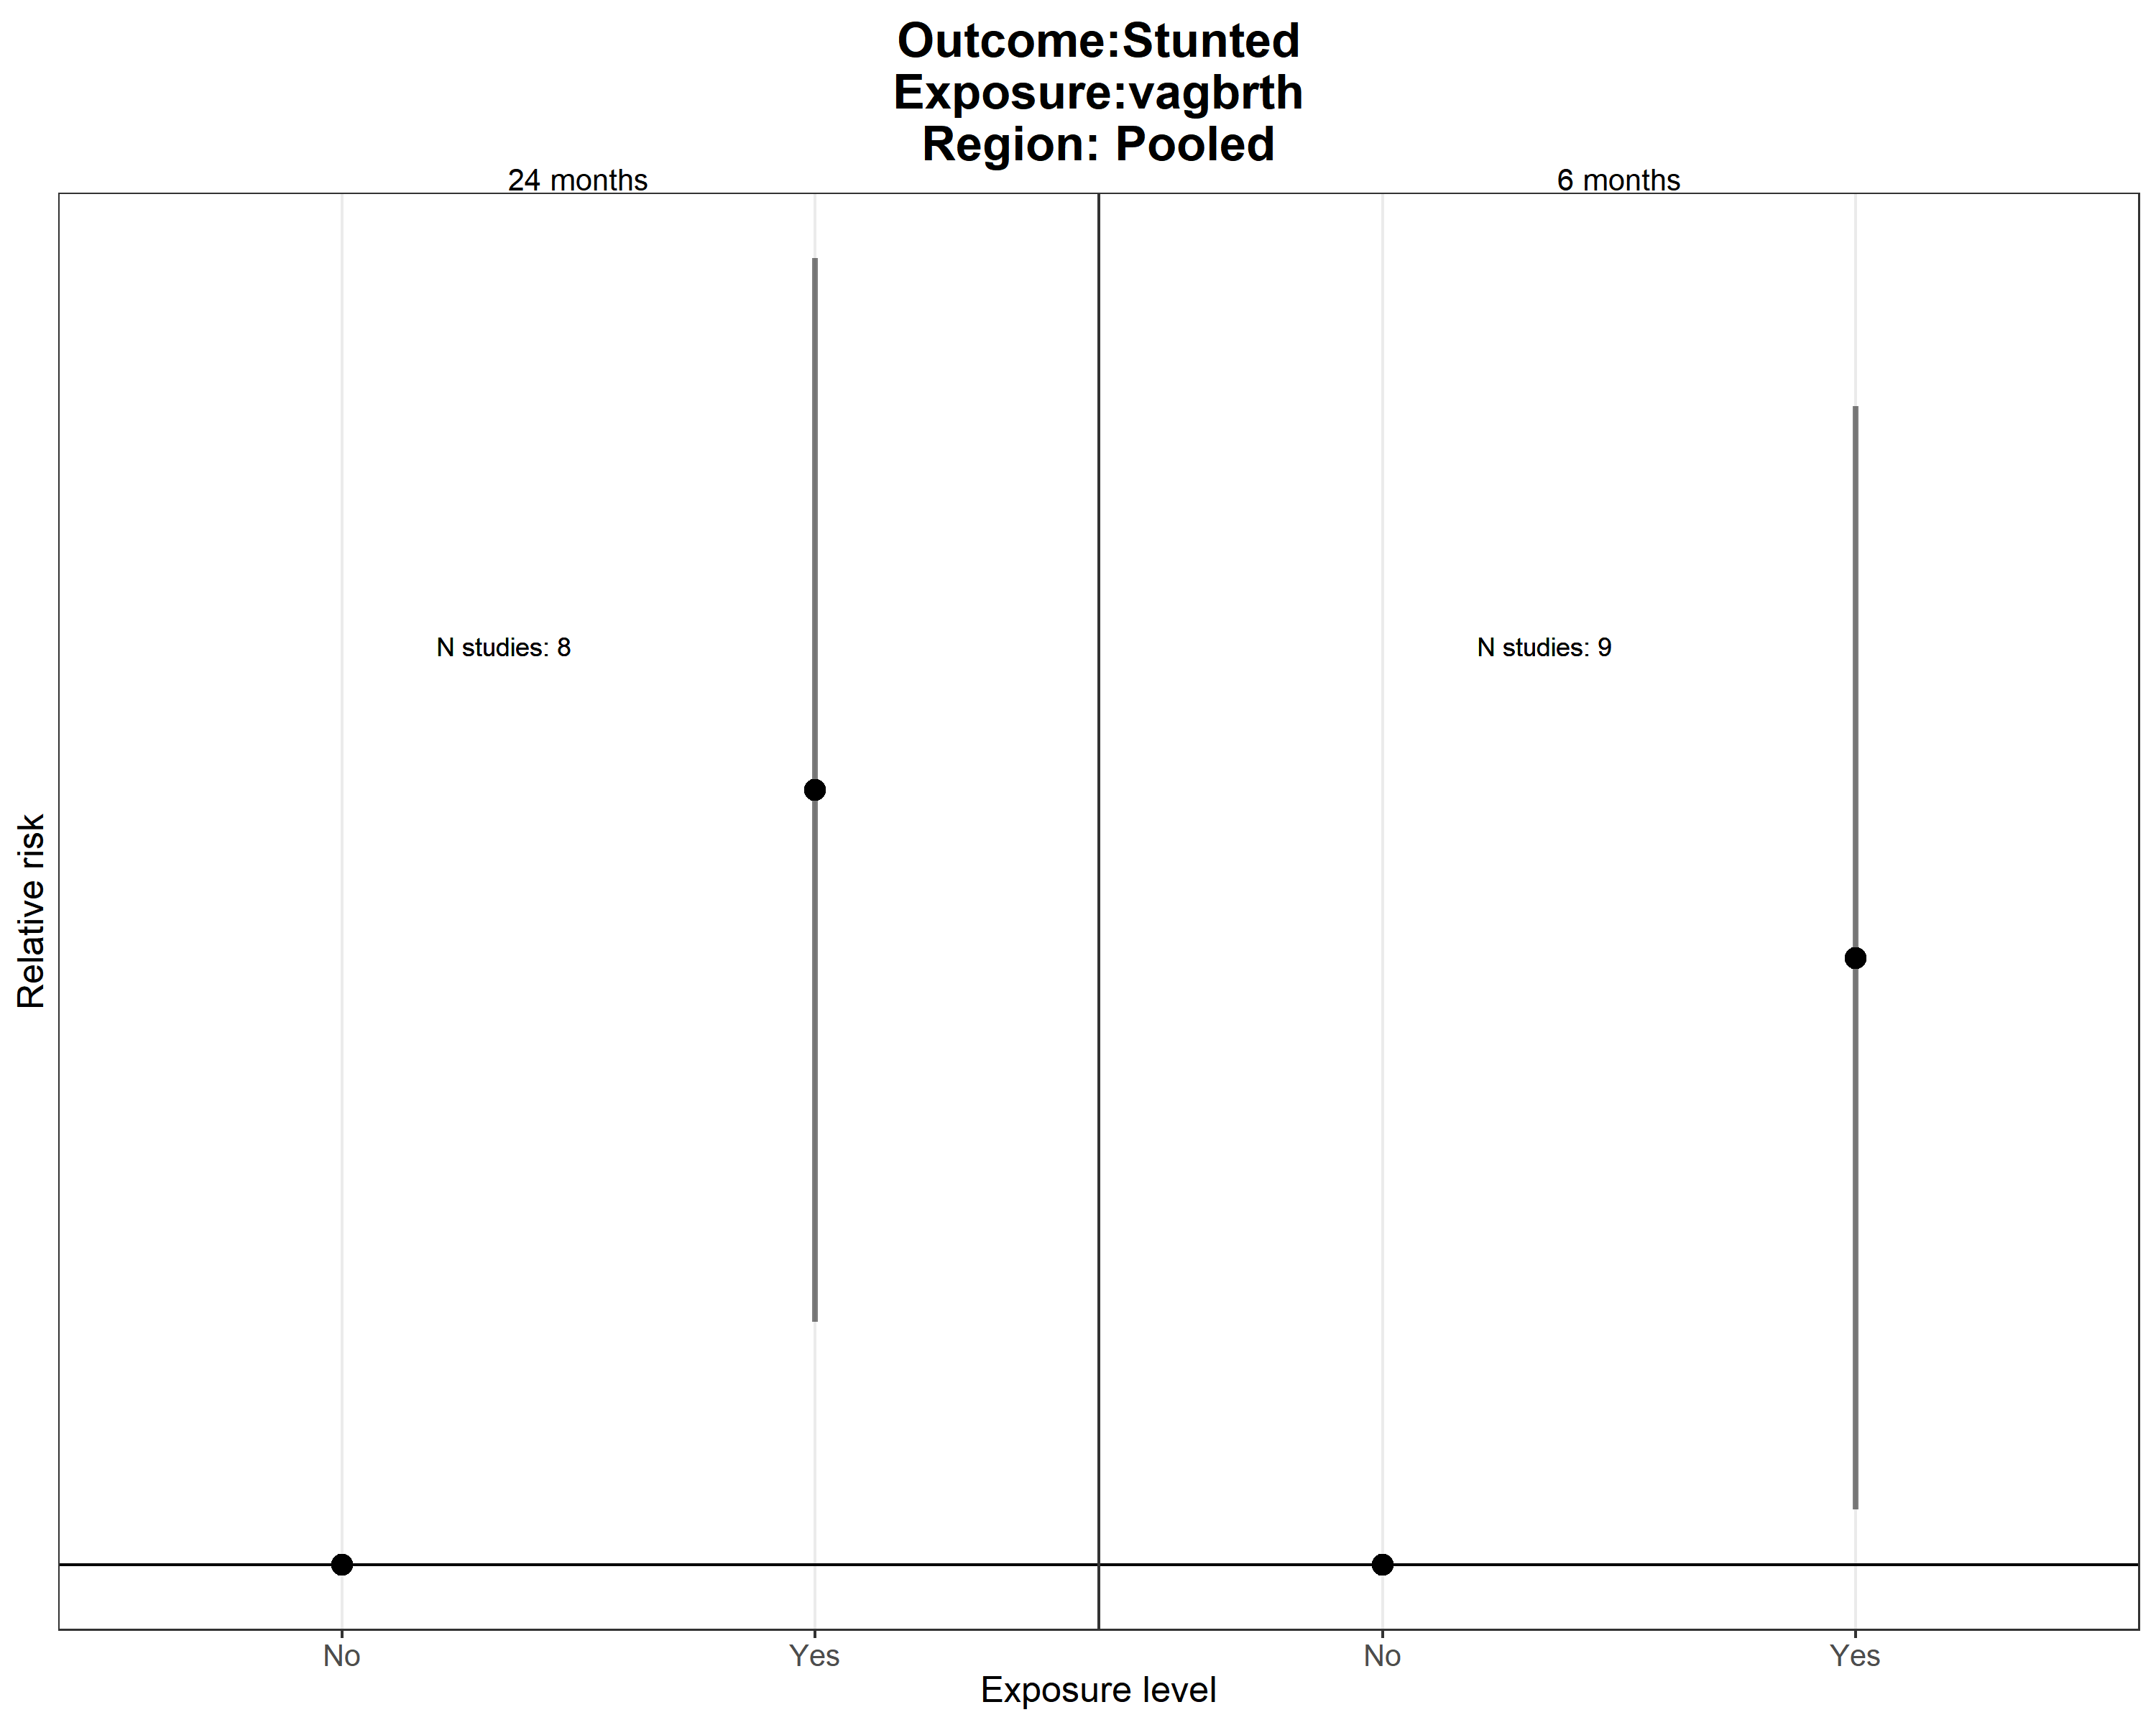 Outcome:Stunted
Exposure:vagbrth
Region: Pooled
24 months
6 months
N studies: 8
N studies: 9
Relative risk
No
Yes
No
Yes
Exposure level